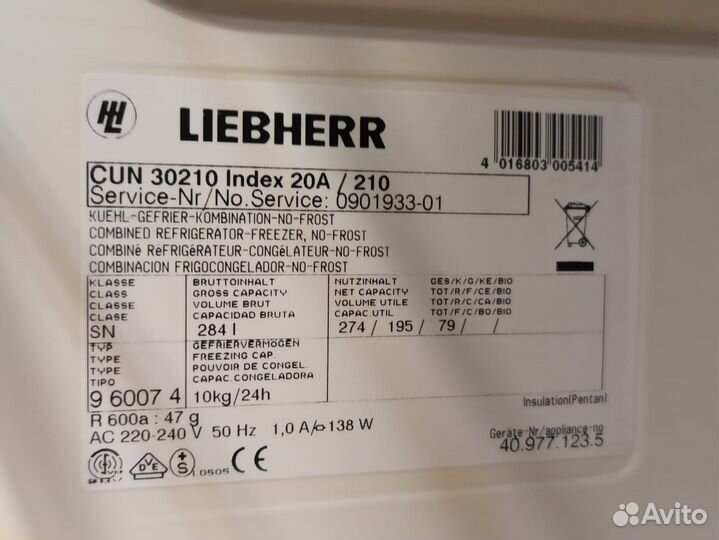 LIEBHERR
4 016803 005414
CUN 30210 Index 20A / 210
Service-Nr/No.Service: 0901933-01
KUEHL-GEFRIER-KOMBINATION-NO-FROST
COMBINED REFRIGERATOR-FREEZER, NO-FROST
COMBINÉ RÉFRIGÉRATEUR-CONGÉLATEUR-NO-FROST
COMBINACION FRIGOCONGELADOR-NO-FROST
KLASSE BRUTTOINHALT NUTZINHALT GES/K/G/KE/BIO
CLASS GROSS CAPACITY NET CAPACITY TOT/R/F/CE/BIO
CLASSE VOLUME BRUT VOLUME UTILE TOT/R/C/CA/BIO
CLASE CAPACIDAD BRUTA CAPAC UTIL TOT/F/C/BO/BIO
SN 284 l 274 / 195 / 79 / /
TYP GEFRIERVERMÖGEN
TYPE FREEZING CAP.
TYPE POUVOIR DE CONGEL.
TIPO CAPAC.CONGELADORA
9 6007 4 10kg/24h
Insulation(Pentan)
R 600a : 47 g
AC 220-240 V 50 Hz 1,0 A/ 138 W
Geräte-Nr/appliance-no
40.977.123.5
DVE S 0505 CE
Avito